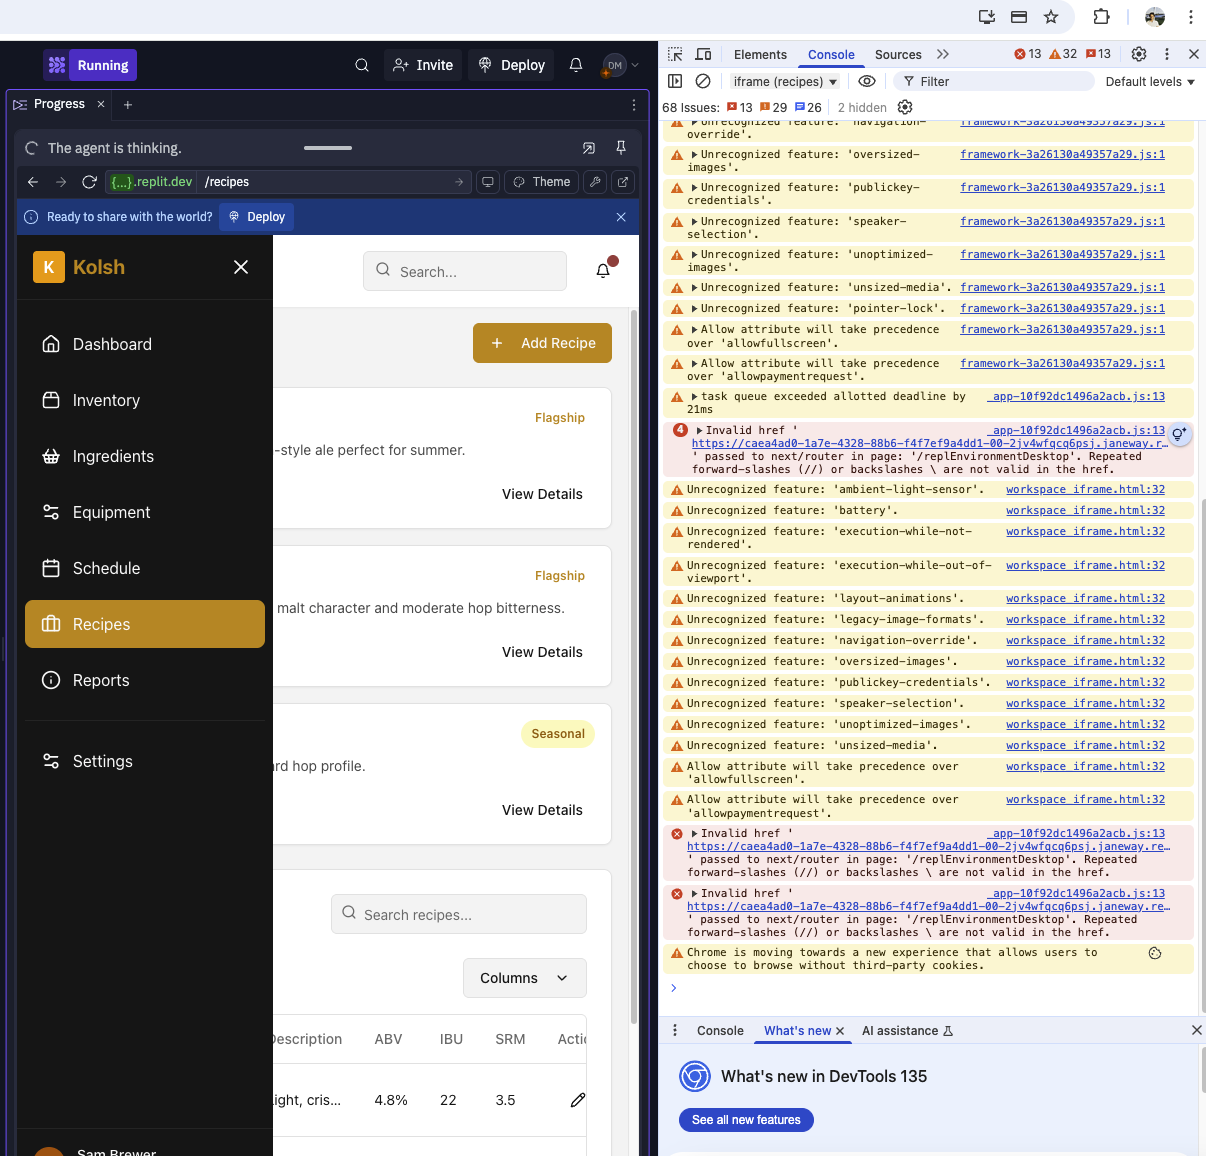 Running
Invite
Deploy
DM
Progress
The agent is thinking.
{...}.replit.dev
/recipes
Theme
Ready to share with the world?
Deploy
K
Kolsh
Search...
Dashboard
Inventory
Ingredients
Equipment
Schedule
Recipes
Reports
Settings
Sam Brewer
Add Recipe
Flagship
-style ale perfect for summer.
View Details
Flagship
malt character and moderate hop bitterness.
View Details
Seasonal
rd hop profile.
View Details
Search recipes...
Columns
Description ABV IBU SRM Actio
Light, cris... 4.8% 22 3.5
Elements Console Sources 13 32 13
iframe (recipes) Filter Default levels
68 Issues: 13 29 26 2 hidden
Unrecognized feature: 'navigation- framework-3a26130a49357a29.js:1
override'.
Unrecognized feature: 'oversized- framework-3a26130a49357a29.js:1
images'.
Unrecognized feature: 'publickey- framework-3a26130a49357a29.js:1
credentials'.
Unrecognized feature: 'speaker- framework-3a26130a49357a29.js:1
selection'.
Unrecognized feature: 'unoptimized- framework-3a26130a49357a29.js:1
images'.
Unrecognized feature: 'unsized-media'. framework-3a26130a49357a29.js:1
Unrecognized feature: 'pointer-lock'. framework-3a26130a49357a29.js:1
Allow attribute will take precedence framework-3a26130a49357a29.js:1
over 'allowfullscreen'.
Allow attribute will take precedence framework-3a26130a49357a29.js:1
over 'allowpaymentrequest'.
task queue exceeded allotted deadline by _app-10f92dc1496a2acb.js:13
21ms
4 Invalid href ' _app-10f92dc1496a2acb.js:13
https://caea4ad0-1a7e-4328-88b6-f4f7ef9a4dd1-00-2jv4wfqcq6psj.janeway.r…
' passed to next/router in page: '/replEnvironmentDesktop'. Repeated
forward-slashes (//) or backslashes \ are not valid in the href.
Unrecognized feature: 'ambient-light-sensor'. workspace_iframe.html:32
Unrecognized feature: 'battery'. workspace_iframe.html:32
Unrecognized feature: 'execution-while-not- workspace_iframe.html:32
rendered'.
Unrecognized feature: 'execution-while-out-of- workspace_iframe.html:32
viewport'.
Unrecognized feature: 'layout-animations'. workspace_iframe.html:32
Unrecognized feature: 'legacy-image-formats'. workspace_iframe.html:32
Unrecognized feature: 'navigation-override'. workspace_iframe.html:32
Unrecognized feature: 'oversized-images'. workspace_iframe.html:32
Unrecognized feature: 'publickey-credentials'. workspace_iframe.html:32
Unrecognized feature: 'speaker-selection'. workspace_iframe.html:32
Unrecognized feature: 'unoptimized-images'. workspace_iframe.html:32
Unrecognized feature: 'unsized-media'. workspace_iframe.html:32
Allow attribute will take precedence over workspace_iframe.html:32
'allowfullscreen'.
Allow attribute will take precedence over workspace_iframe.html:32
'allowpaymentrequest'.
Invalid href ' _app-10f92dc1496a2acb.js:13
https://caea4ad0-1a7e-4328-88b6-f4f7ef9a4dd1-00-2jv4wfqcq6psj.janeway.re…
' passed to next/router in page: '/replEnvironmentDesktop'. Repeated
forward-slashes (//) or backslashes \ are not valid in the href.
Invalid href ' _app-10f92dc1496a2acb.js:13
https://caea4ad0-1a7e-4328-88b6-f4f7ef9a4dd1-00-2jv4wfqcq6psj.janeway.re…
' passed to next/router in page: '/replEnvironmentDesktop'. Repeated
forward-slashes (//) or backslashes \ are not valid in the href.
Chrome is moving towards a new experience that allows users to
choose to browse without third-party cookies.
Console What's new AI assistance
What's new in DevTools 135
See all new features